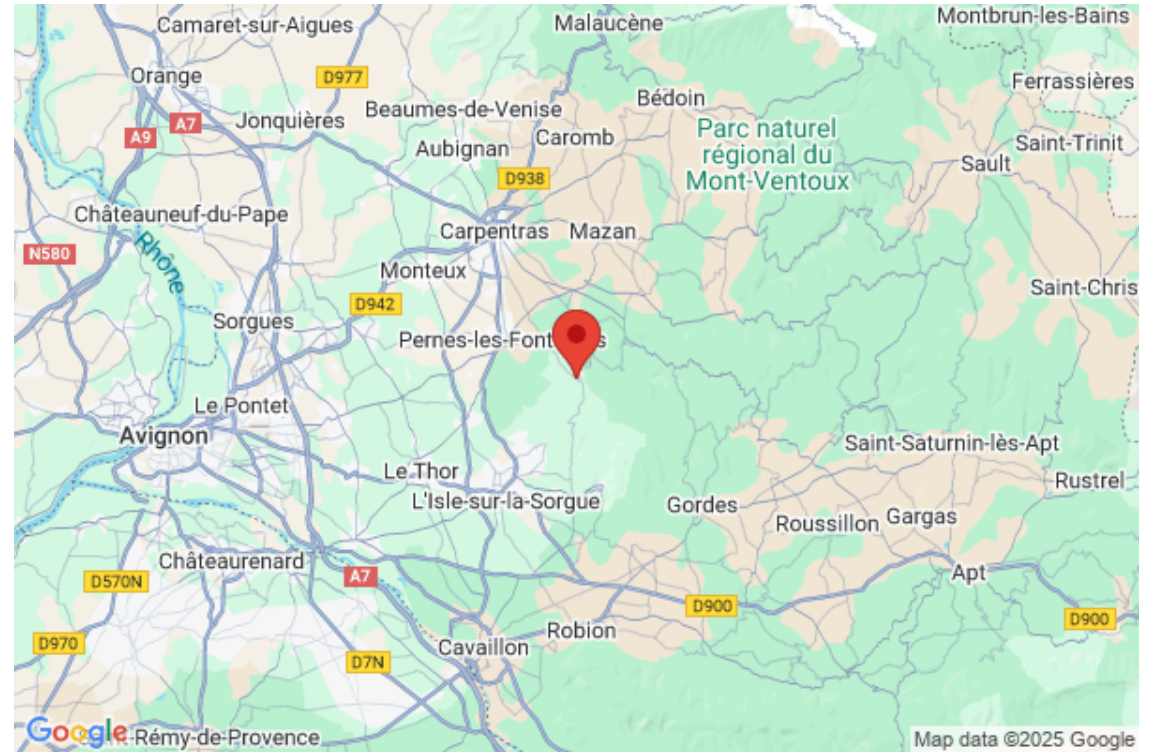 Camaret-sur-Aigues
Malaucène
Montbrun-les-Bains
Orange
D977
Ferrassières
Beaumes-de-Venise
Bédoin
A7
Jonquières
A9
Caromb
Parc naturel
régional du
Mont-Ventoux
Aubignan
Saint-Trinit
Sault
D938
Châteauneuf-du-Pape
Carpentras
Mazan
N580
Rhône
Monteux
Saint-Chris
D942
Sorgues
Pernes-les-Font
s
Le Pontet
Avignon
Saint-Saturnin-lès-Apt
Le Thor
Rustrel
L'Isle-sur-la-Sorgue
Gordes
Roussillon
Gargas
Châteaurenard
A7
Apt
D570N
D900
D900
Robion
D970
Cavaillon
D7N
Google
-Rémy-de-Provence
Map data ©2025 Google